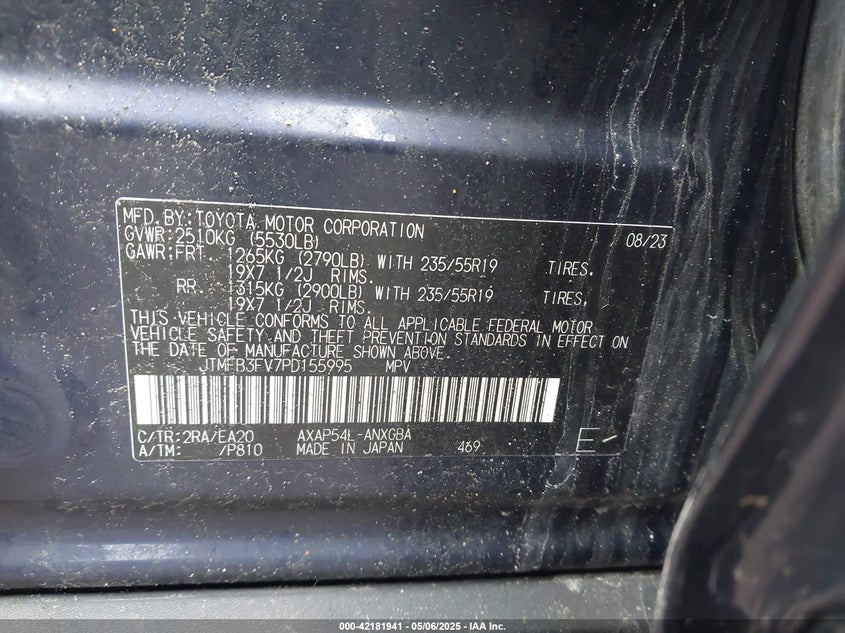 MFD.BY:TOYOTA MOTOR CORPORATION 08/23
GVWR:2510KG (5530LB)
GAWR:FRT. 1265KG (2790LB) WITH 235/55R19 TIRES,
19X7 1/2J RIMS.
RR. 1315KG (2900LB) WITH 235/55R19 TIRES,
19X7 1/2J RIMS.
THIS VEHICLE CONFORMS TO ALL APPLICABLE FEDERAL MOTOR
VEHICLE SAFETY AND THEFT PREVENTION STANDARDS IN EFFECT ON
THE DATE OF MANUFACTURE SHOWN ABOVE.
JTMFB3FV7PD155995 MPV
C/TR:2RA/EA20 AXAP54L-ANXGBA
A/TM: /P810 MADE IN JAPAN 469 E-
000-42181941 - 05/06/2025 - IAA Inc.